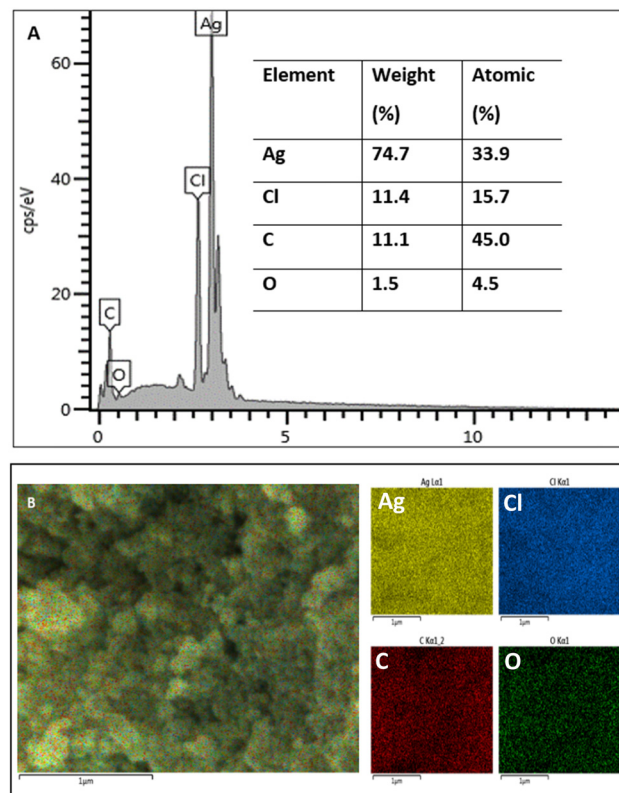 A
60
40
20
0
cps/eV
0 5 10
C
O
Cl
Ag
Element Weight (%) Atomic (%)
Ag 74.7 33.9
Cl 11.4 15.7
C 11.1 45.0
O 1.5 4.5
B
1µm
Ag Lα1
Ag
1µm
Cl Kα1
Cl
1µm
C Kα1_2
C
1µm
O Kα1
O
1µm